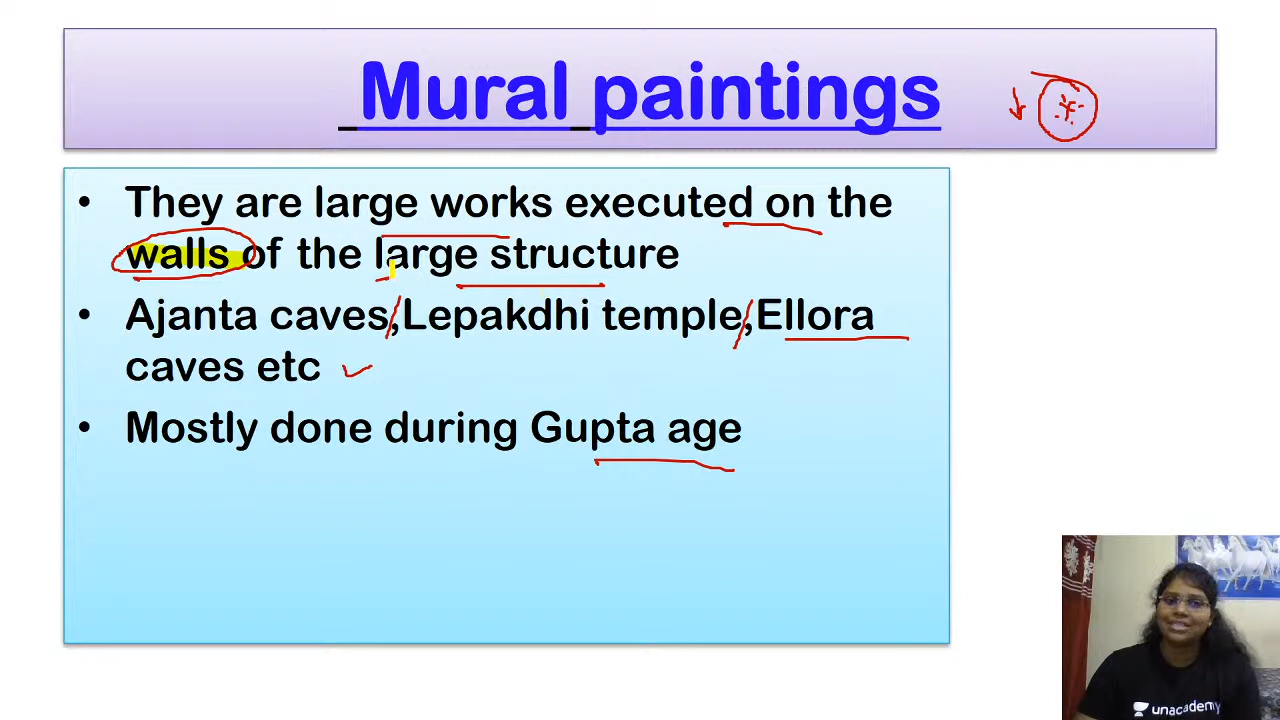 Mural paintings
• They are large works executed on the
walls of the large structure
• Ajanta caves,Lepakdhi temple,Ellora
caves etc
• Mostly done during Gupta age
unacademy